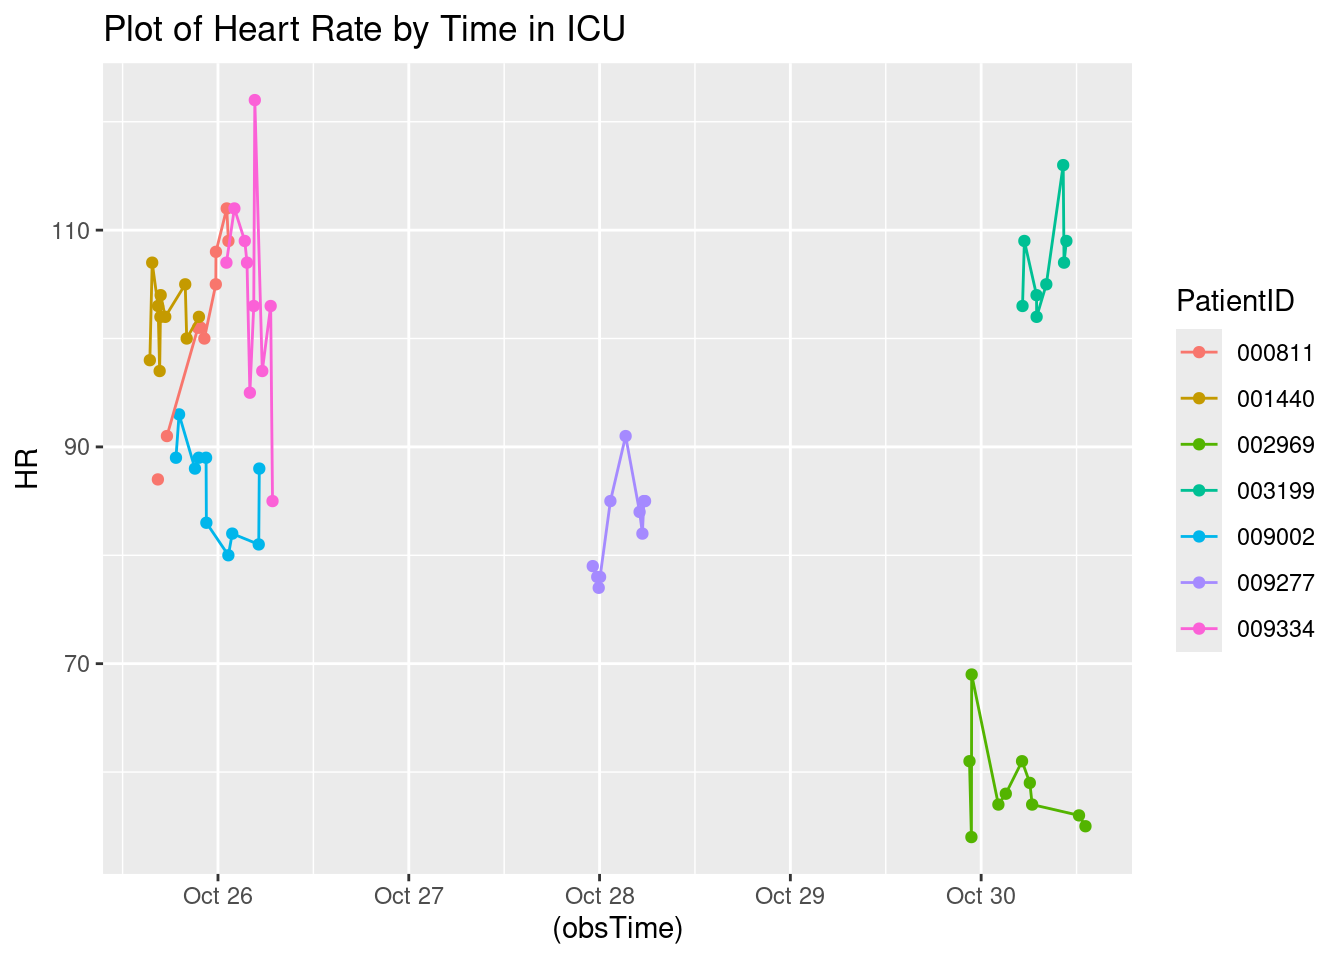 Plot of Heart Rate by Time in ICU
110
90
70
HR
Oct 26
Oct 27
Oct 28
Oct 29
Oct 30
(obsTime)
PatientID
000811
001440
002969
003199
009002
009277
009334